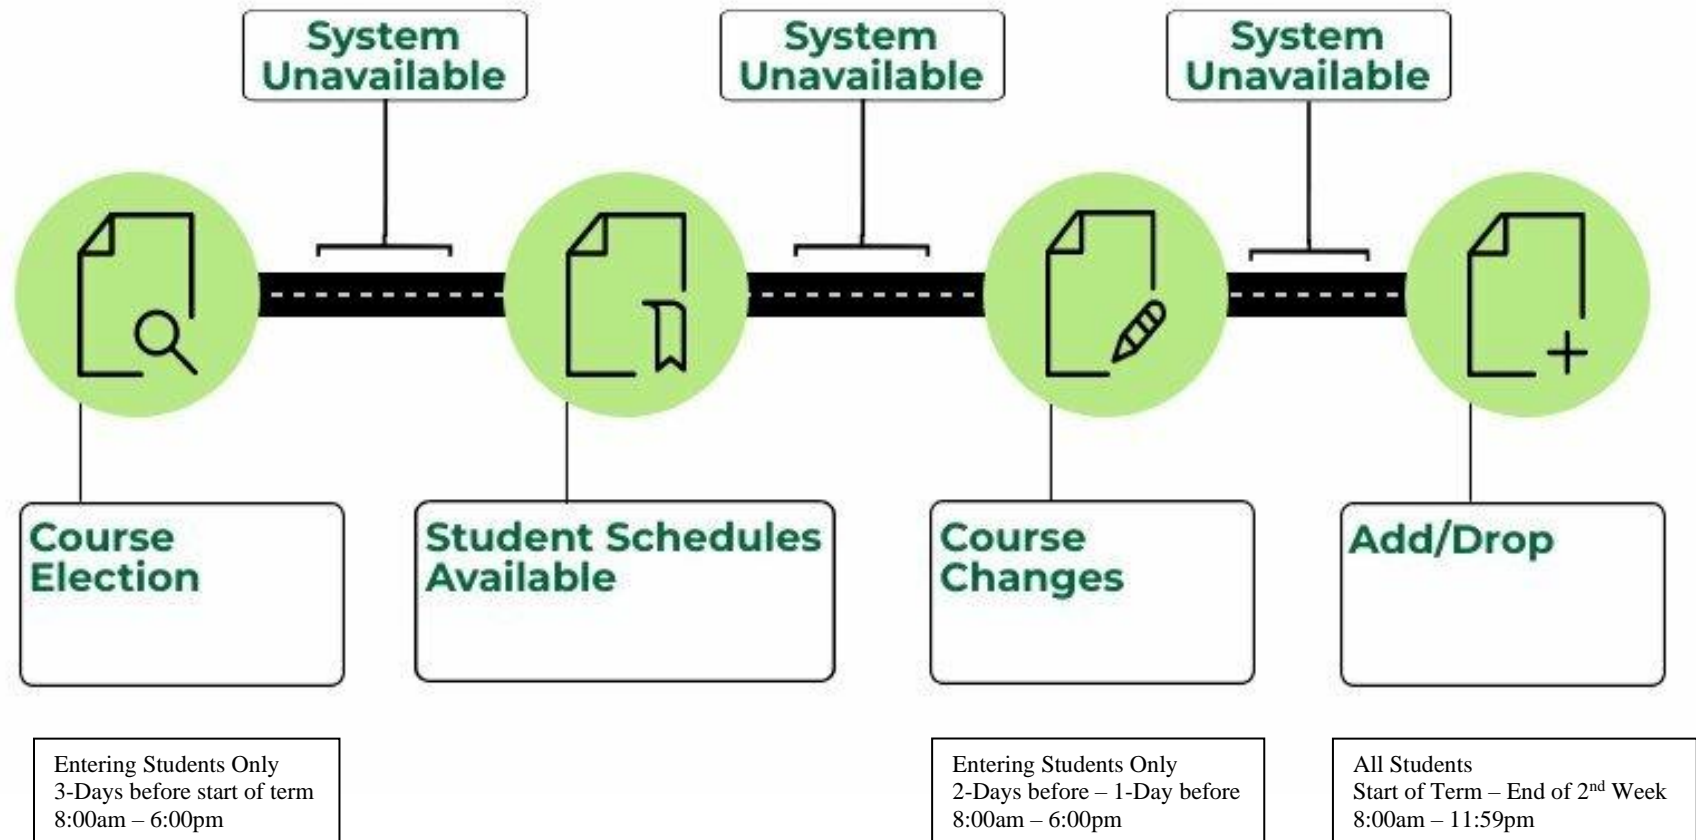 System
Unavailable
System
Unavailable
System
Unavailable
Course
Election
Student Schedules
Available
Course
Changes
Add/Drop
Entering Students Only
3-Days before start of term
8:00am – 6:00pm
Entering Students Only
2-Days before – 1-Day before
8:00am – 6:00pm
All Students
Start of Term – End of 2nd Week
8:00am – 11:59pm